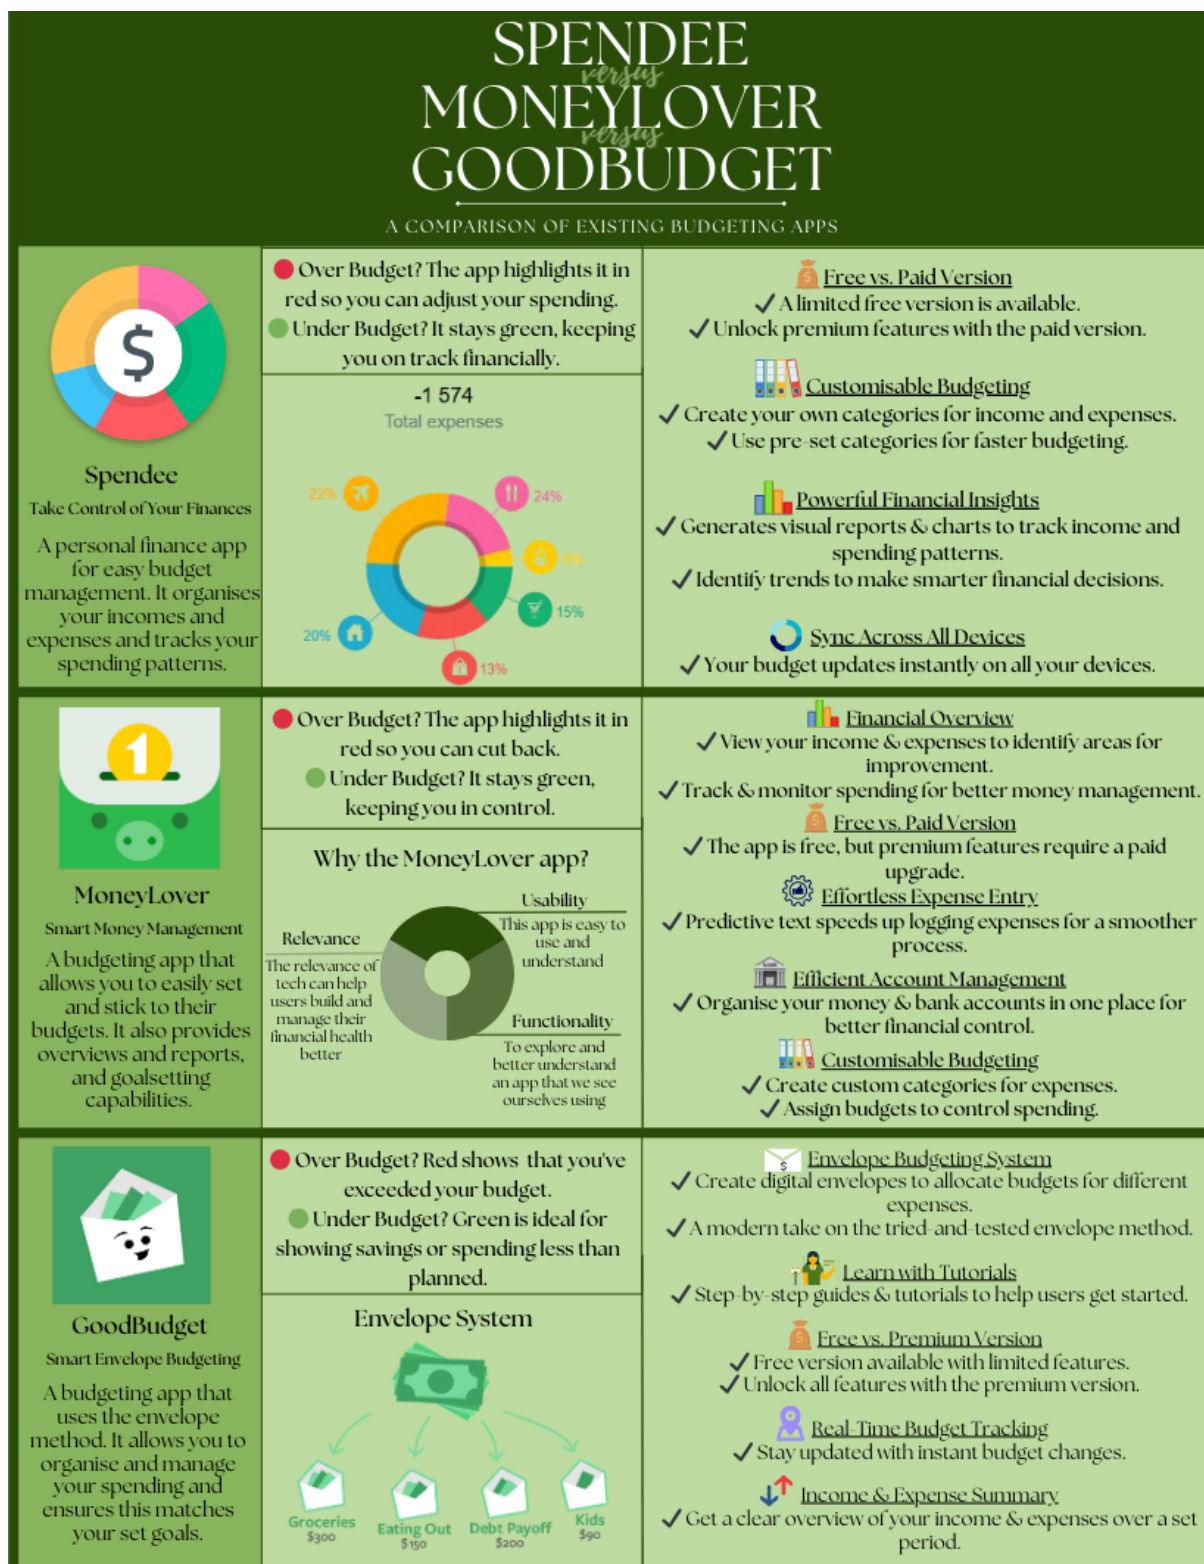 SPENDEE
versus
MONEYLOVER
versus
GOODBUDGET
A COMPARISON OF EXISTING BUDGETING APPS
$
Spendee
Take Control of Your Finances
A personal finance app
for easy budget
management. It organises
your incomes and
expenses and tracks your
spending patterns.
Over Budget? The app highlights it in
red so you can adjust your spending.
Under Budget? It stays green, keeping
you on track financially.
-1 574
Total expenses
22%
24%
15%
20%
13%
Free vs. Paid Version
✓ A limited free version is available.
✓ Unlock premium features with the paid version.
Customisable Budgeting
✓ Create your own categories for income and expenses.
✓ Use pre-set categories for faster budgeting.
Powerful Financial Insights
✓ Generates visual reports & charts to track income and
spending patterns.
✓ Identify trends to make smarter financial decisions.
Sync Across All Devices
✓ Your budget updates instantly on all your devices.
1
MoneyLover
Smart Money Management
A budgeting app that
allows you to easily set
and stick to their
budgets. It also provides
overviews and reports,
and goalsetting
capabilities.
Over Budget? The app highlights it in
red so you can cut back.
Under Budget? It stays green,
keeping you in control.
Why the MoneyLover app?
Usability
This app is easy to
use and
understand
Relevance
The relevance of
tech can help
users build and
manage their
financial health
better
Functionality
To explore and
better understand
an app that we see
ourselves using
Financial Overview
✓ View your income & expenses to identify areas for
improvement.
✓ Track & monitor spending for better money management.
Free vs. Paid Version
✓ The app is free, but premium features require a paid
upgrade.
Effortless Expense Entry
✓ Predictive text speeds up logging expenses for a smoother
process.
Efficient Account Management
✓ Organise your money & bank accounts in one place for
better financial control.
Customisable Budgeting
✓ Create custom categories for expenses.
✓ Assign budgets to control spending.
GoodBudget
Smart Envelope Budgeting
A budgeting app that
uses the envelope
method. It allows you to
organise and manage
your spending and
ensures this matches
your set goals.
Over Budget? Red shows that you've
exceeded your budget.
Under Budget? Green is ideal for
showing savings or spending less than
planned.
Envelope System
Groceries
$300
Eating Out
$150
Debt Payoff
$200
Kids
$90
Envelope Budgeting System
✓ Create digital envelopes to allocate budgets for different
expenses.
✓ A modern take on the tried-and-tested envelope method.
Learn with Tutorials
✓ Step-by-step guides & tutorials to help users get started.
Free vs. Premium Version
✓ Free version available with limited features.
✓ Unlock all features with the premium version.
Real-Time Budget Tracking
✓ Stay updated with instant budget changes.
Income & Expense Summary
✓ Get a clear overview of your income & expenses over a set
period.